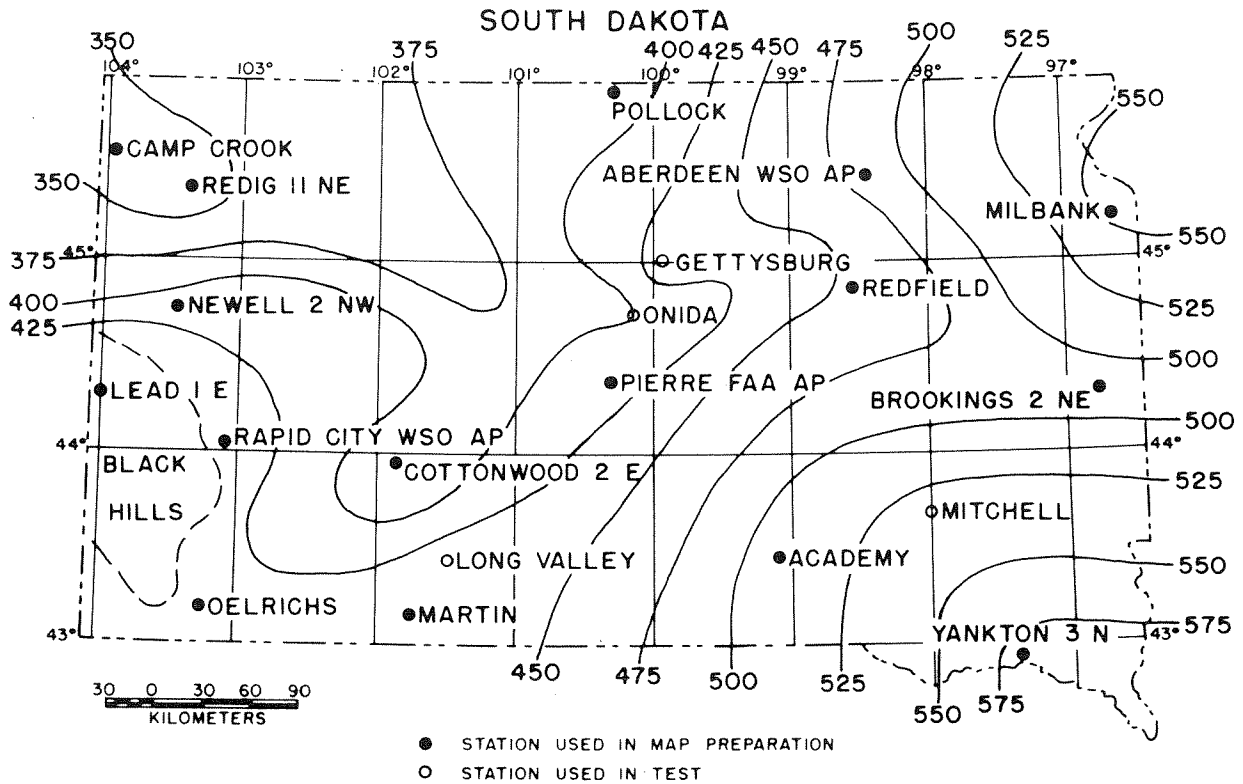 SOUTH DAKOTA
350 375 400 425 450 475 500 525
104° 103° 102° 101° 100° 99° 98° 97°
550
POLLOCK
CAMP CROOK
ABERDEEN WSO AP
350 REDIG II NE
MILBANK
550
375 45° 45°
GETTYSBURG
400 NEWELL 2 NW
REDFIELD
525
425 ONIDA
500
LEAD I E
PIERRE FAA AP
BROOKINGS 2 NE
500
RAPID CITY WSO AP
44° 44°
BLACK
HILLS
COTTONWOOD 2 E
525
MITCHELL
LONG VALLEY
ACADEMY
550
OELRICHS
MARTIN
575
43° YANKTON 3 N 43°
450 475 500 525 550 575
30 0 30 60 90
KILOMETERS
● STATION USED IN MAP PREPARATION
○ STATION USED IN TEST